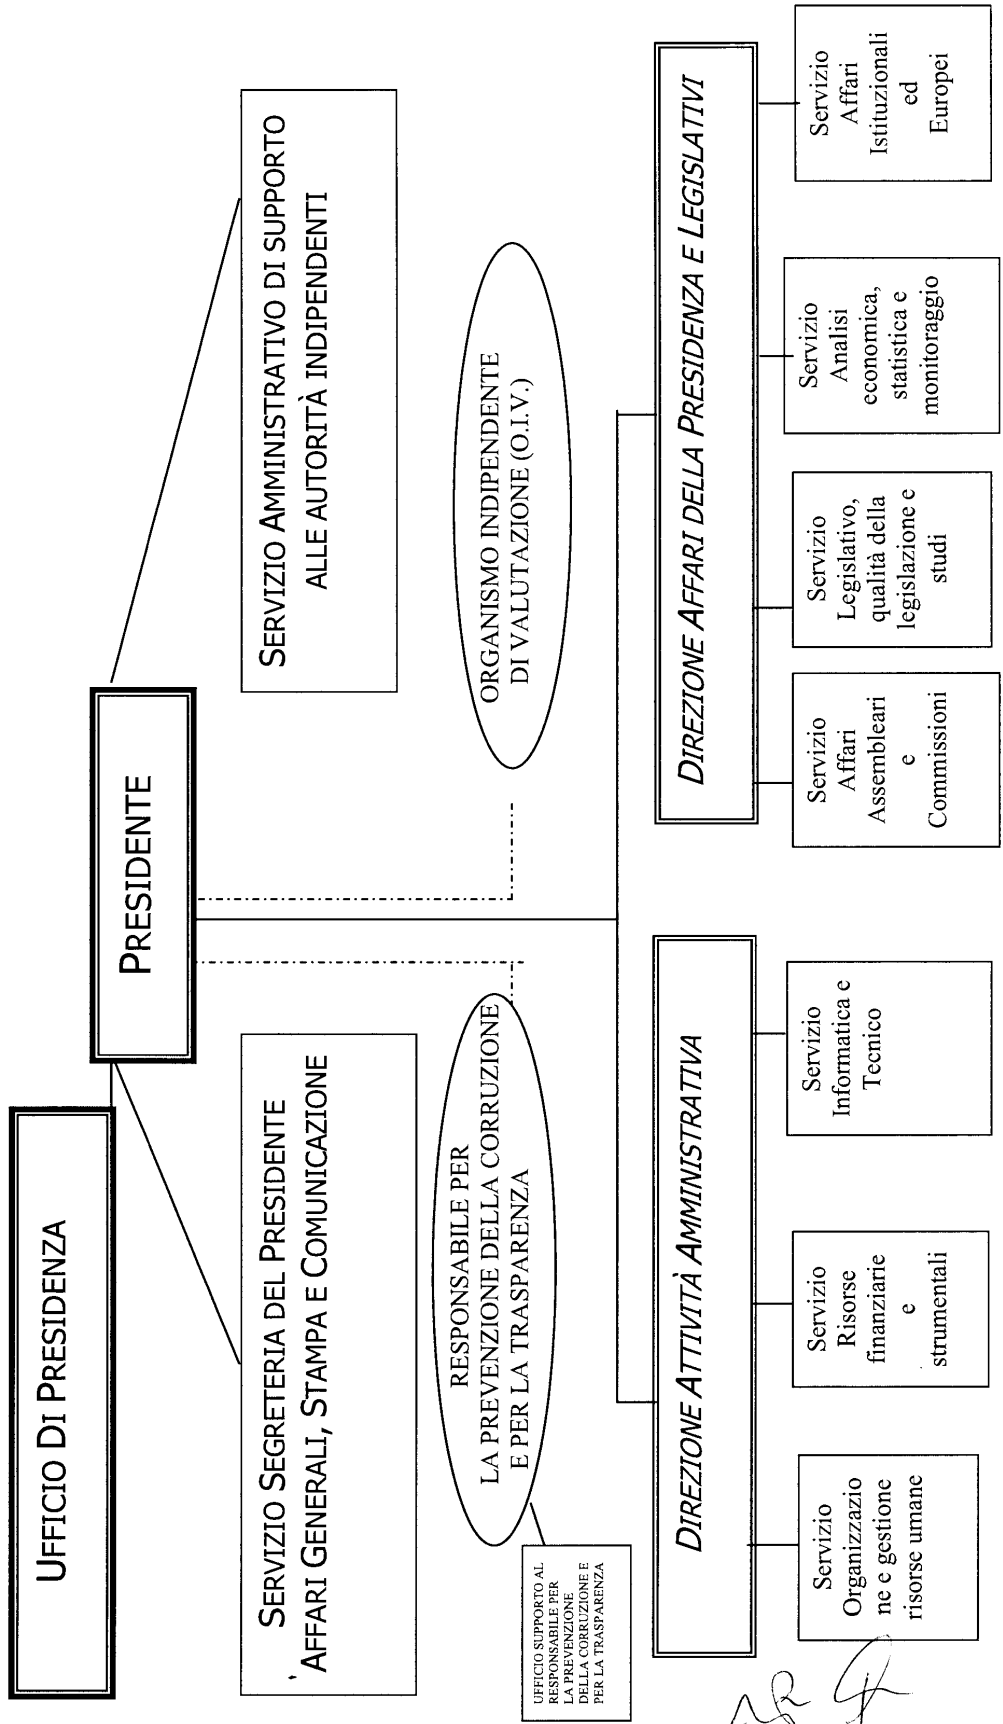 UFFICIO DI PRESIDENZA
PRESIDENTE
SERVIZIO SEGRETERIA DEL PRESIDENTE
AFFARI GENERALI, STAMPA E COMUNICAZIONE
SERVIZIO AMMINISTRATIVO DI SUPPORTO
ALLE AUTORITÀ INDIPENDENTI
RESPONSABILE PER
LA PREVENZIONE DELLA CORRUZIONE
E PER LA TRASPARENZA
ORGANISMO INDIPENDENTE
DI VALUTAZIONE (O.I.V.)
UFFICIO SUPPORTO AL
RESPONSABILE PER
LA PREVENZIONE
DELLA CORRUZIONE E
PER LA TRASPARENZA
DIREZIONE ATTIVITÀ AMMINISTRATIVA
DIREZIONE AFFARI DELLA PRESIDENZA E LEGISLATIVI
Servizio
Organizzazio
ne e gestione
risorse umane
Servizio
Risorse
finanziarie
e
strumentali
Servizio
Informatica e
Tecnico
Servizio
Affari
Assembleari
e
Commissioni
Servizio
Legislativo,
qualità della
legislazione e
studi
Servizio
Analisi
economica,
statistica e
monitoraggio
Servizio
Affari
Istituzionali
ed
Europei